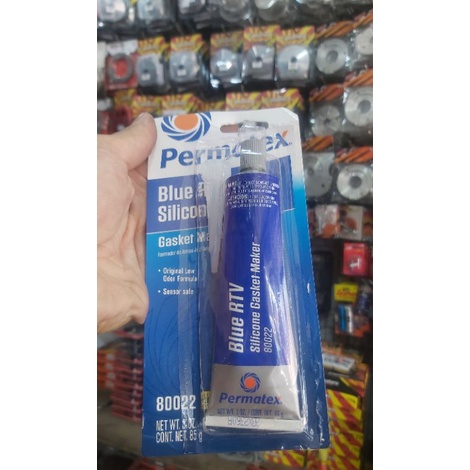 Permatex
Blue R
Silicone
Gasket Ma
• Original Low
Odor Formula
• Sensor safe
80022
NET WT. 3 OZ.
CONT. NET. 85 g
Blue RTV
Silicone Gasket Maker
80022
Permatex